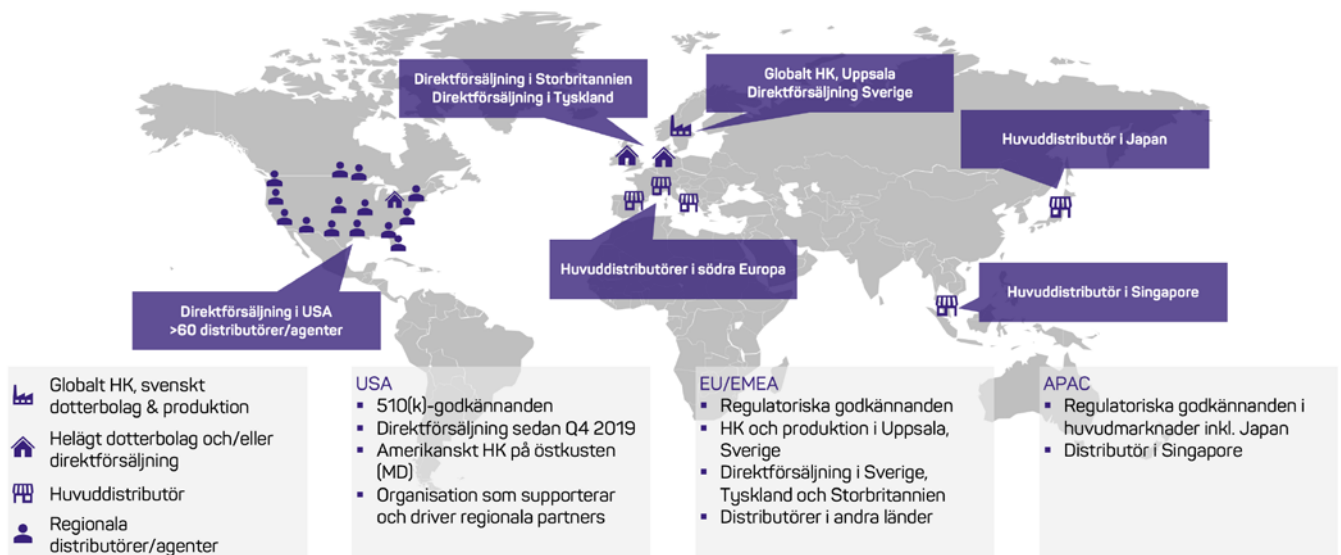 Direktförsäljning i Storbritannien
Direktförsäljning i Tyskland
Globalt HK, Uppsala
Direktförsäljning Sverige
Huvuddistributör i Japan
Huvuddistributörer i södra Europa
Huvuddistributör i Singapore
Direktförsäljning i USA
>60 distributörer/agenter
Globalt HK, svenskt
dotterbolag & produktion
Helägt dotterbolag och/eller
direktförsäljning
Huvuddistributör
Regionala
distributörer/agenter
USA
▪ 510(k)-godkännanden
▪ Direktförsäljning sedan Q4 2019
▪ Amerikanskt HK på östkusten
(MD)
▪ Organisation som supporterar
och driver regionala partners
EU/EMEA
▪ Regulatoriska godkännanden
▪ HK och produktion i Uppsala,
Sverige
▪ Direktförsäljning i Sverige,
Tyskland och Storbritannien
▪ Distributörer i andra länder
APAC
▪ Regulatoriska godkännanden i
huvudmarknader inkl. Japan
▪ Distributör i Singapore